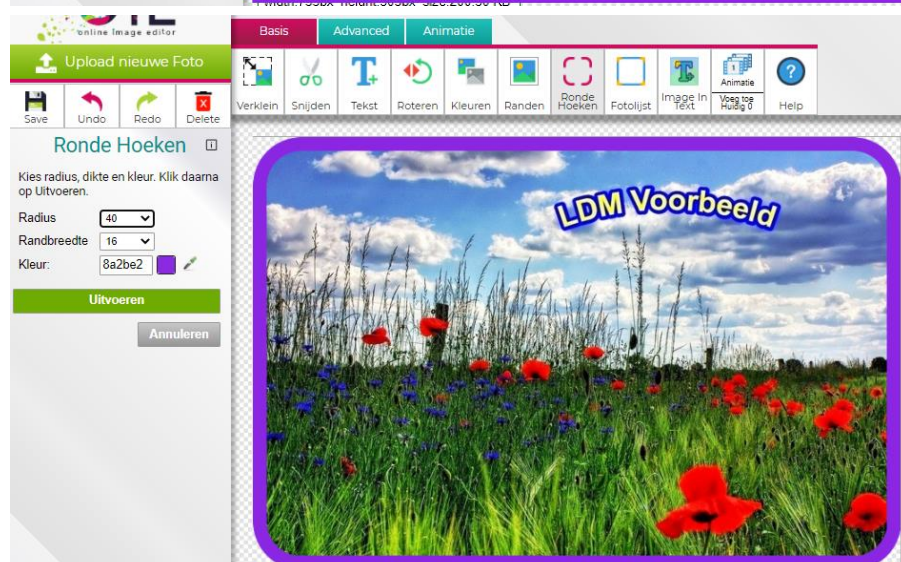 online Image editor
Basis Advanced Animatie
Upload nieuwe Foto
Save Undo Redo Delete
Verklein Snijden Tekst Roteren Kleuren Randen Ronde Hoeken Fotolijst Image In Text Animatie Voeg toe Huidig 0 Help
Ronde Hoeken
Kies radius, dikte en kleur. Klik daarna
op Uitvoeren.
Radius 40
Randbreedte 16
Kleur: 8a2be2
Uitvoeren
Annuleren
LDM Voorbeeld